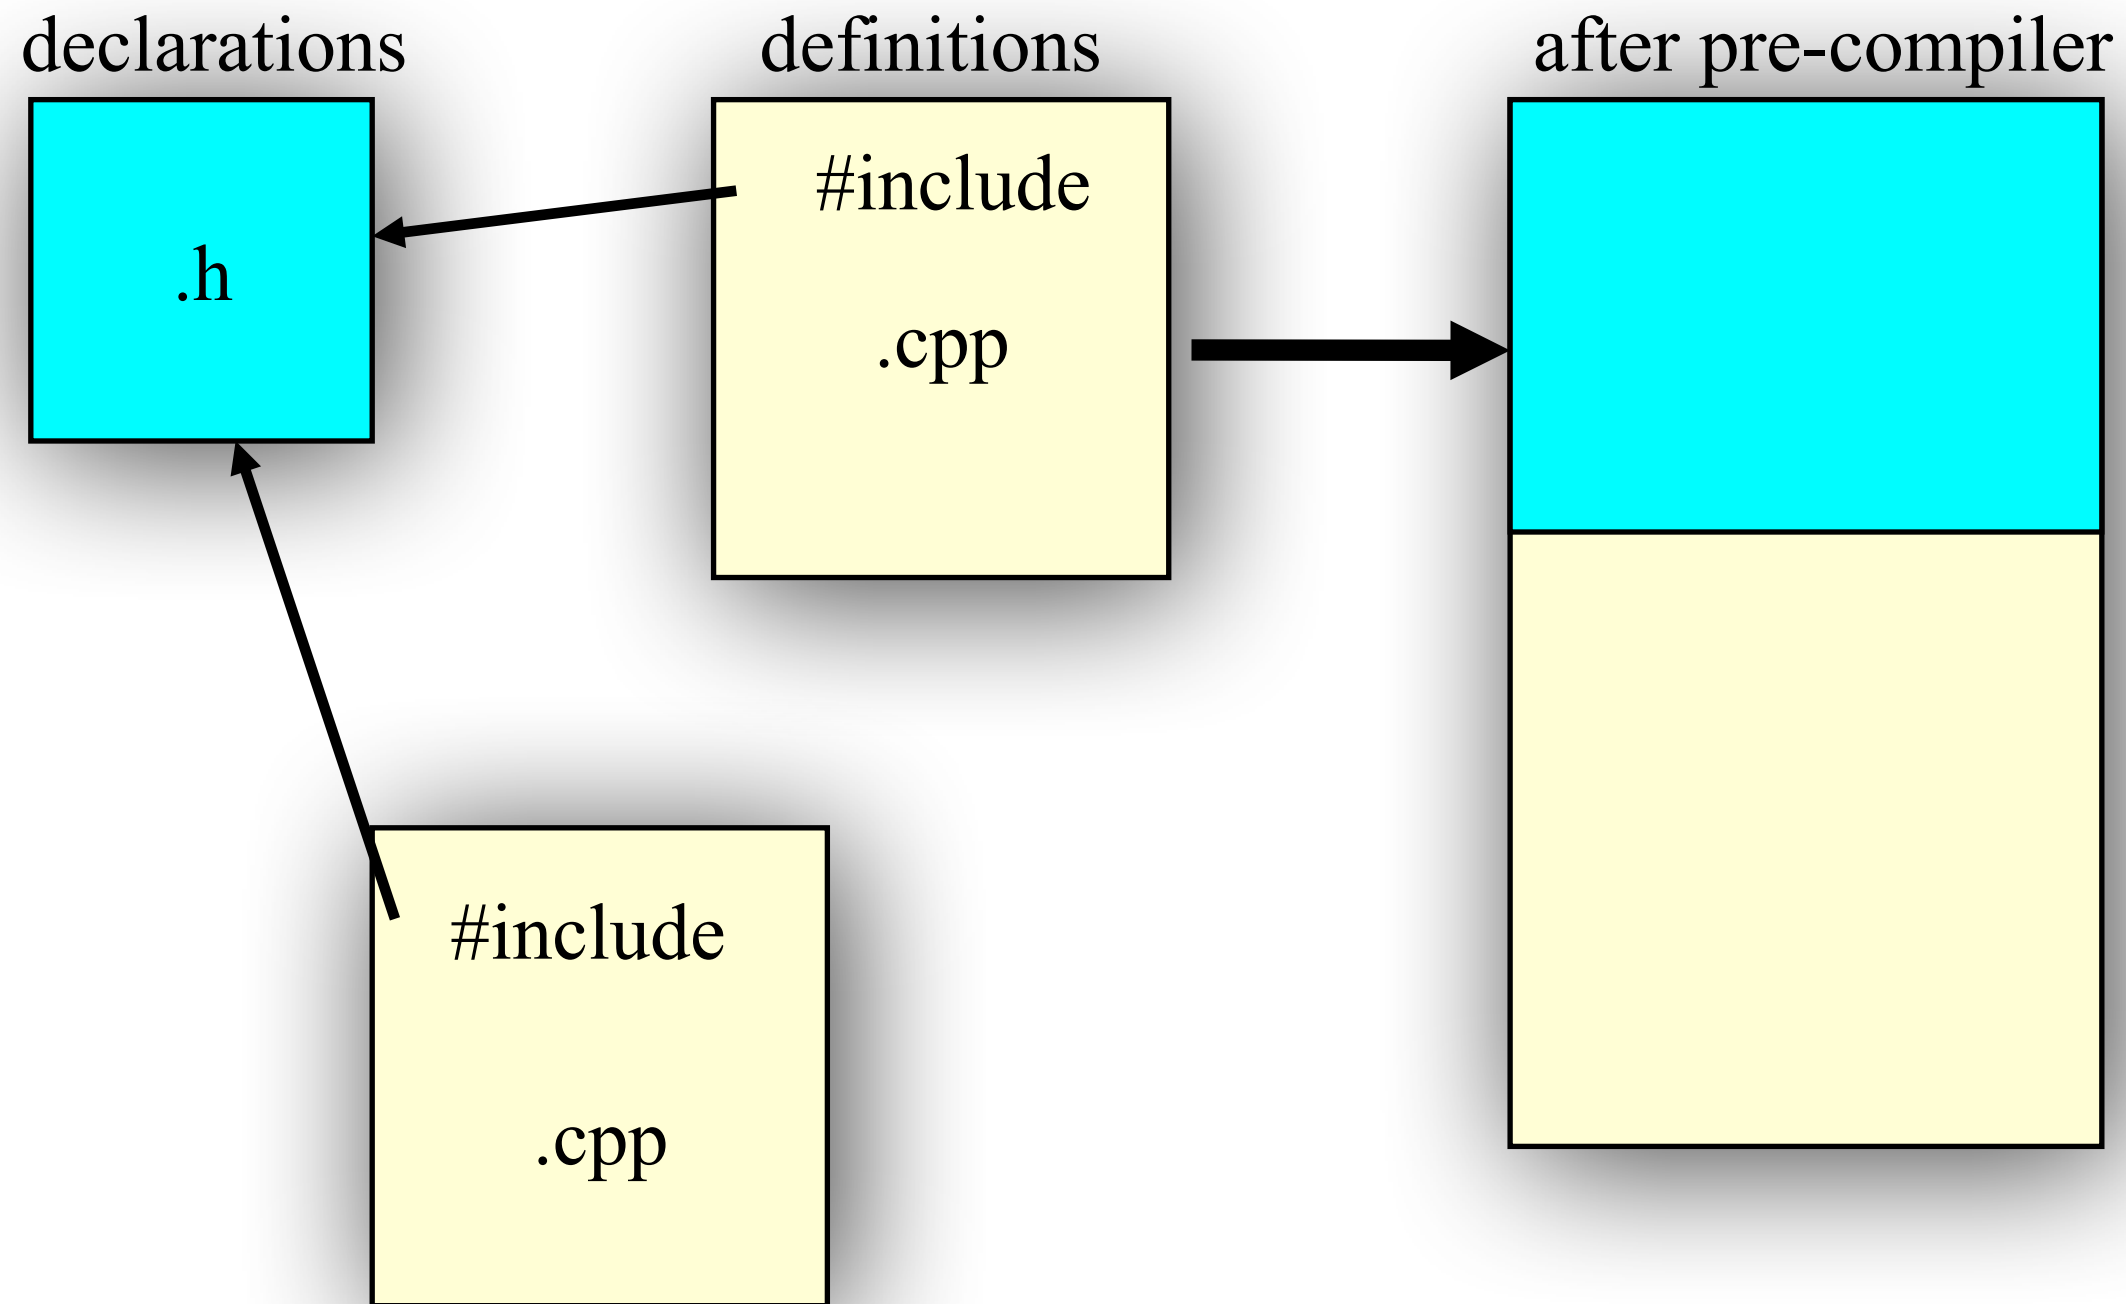 declarations
definitions
after pre-compiler
.h
#include
.cpp
#include
.cpp